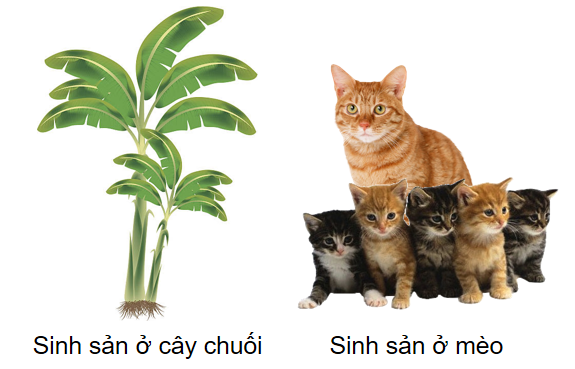 Sinh sản ở cây chuối
Sinh sản ở mèo